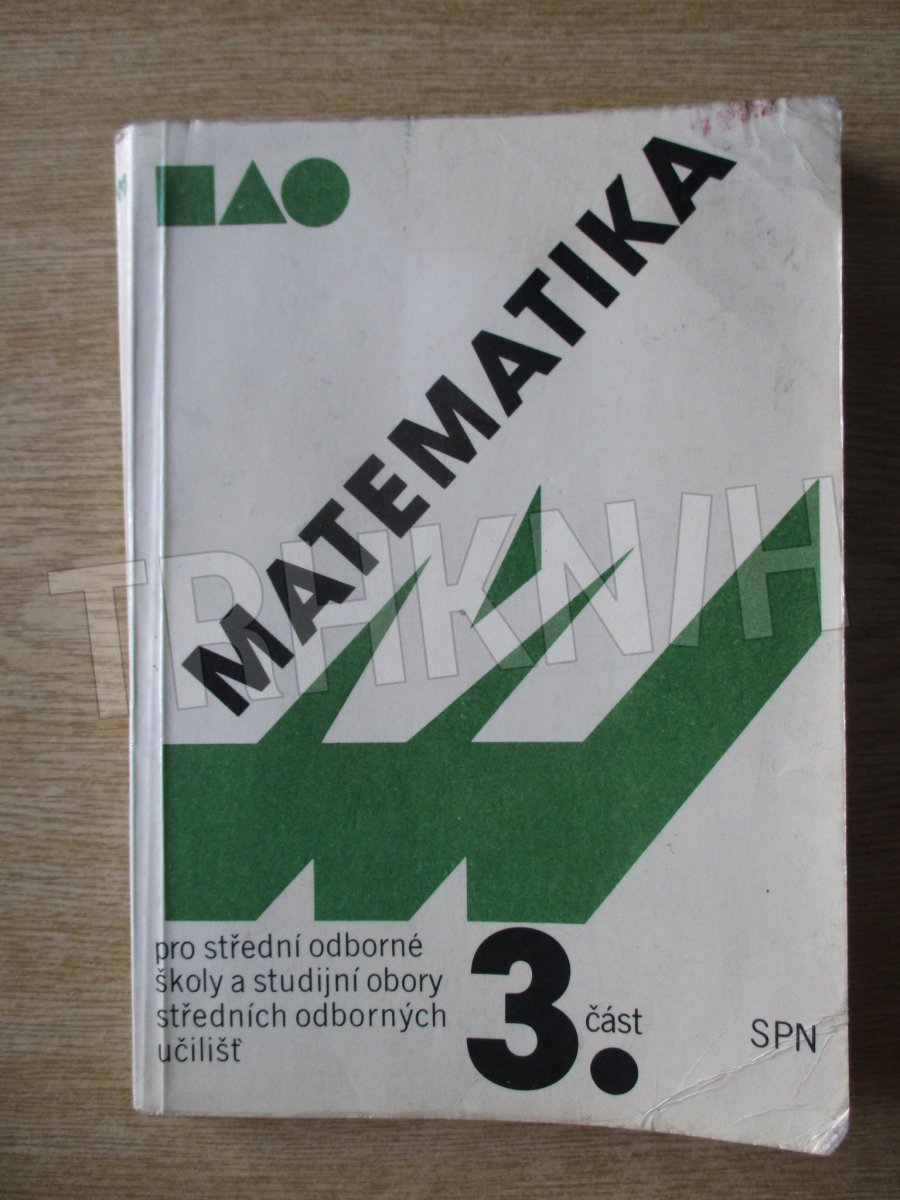 MATEMATIKA
TRHKNIH
pro střední odborné
školy a studijní obory
středních odborných
učilišť
3. část
SPN